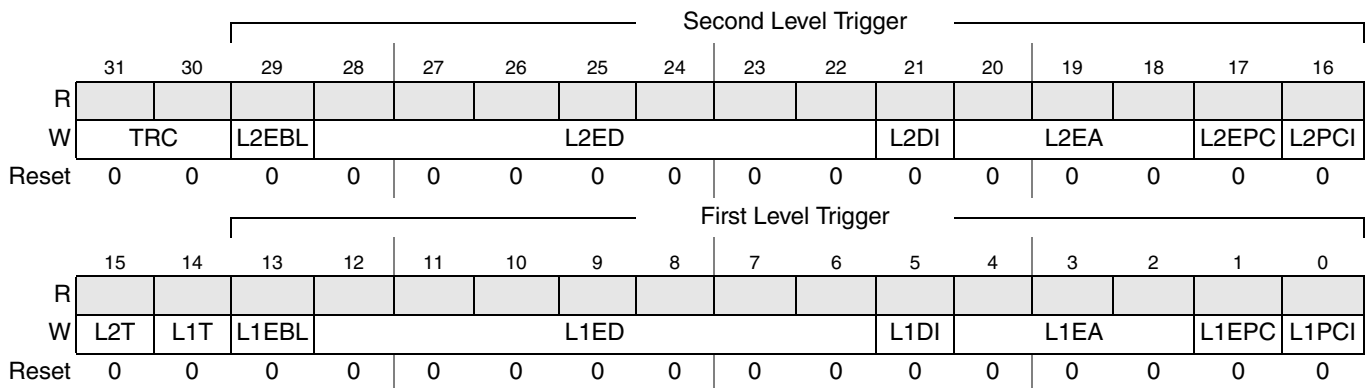 Second Level Trigger
31 30 29 28 27 26 25 24 23 22 21 20 19 18 17 16
R
W TRC L2EBL L2ED L2DI L2EA L2EPC L2PCI
Reset 0 0 0 0 0 0 0 0 0 0 0 0 0 0 0 0
First Level Trigger
15 14 13 12 11 10 9 8 7 6 5 4 3 2 1 0
R
W L2T L1T L1EBL L1ED L1DI L1EA L1EPC L1PCI
Reset 0 0 0 0 0 0 0 0 0 0 0 0 0 0 0 0